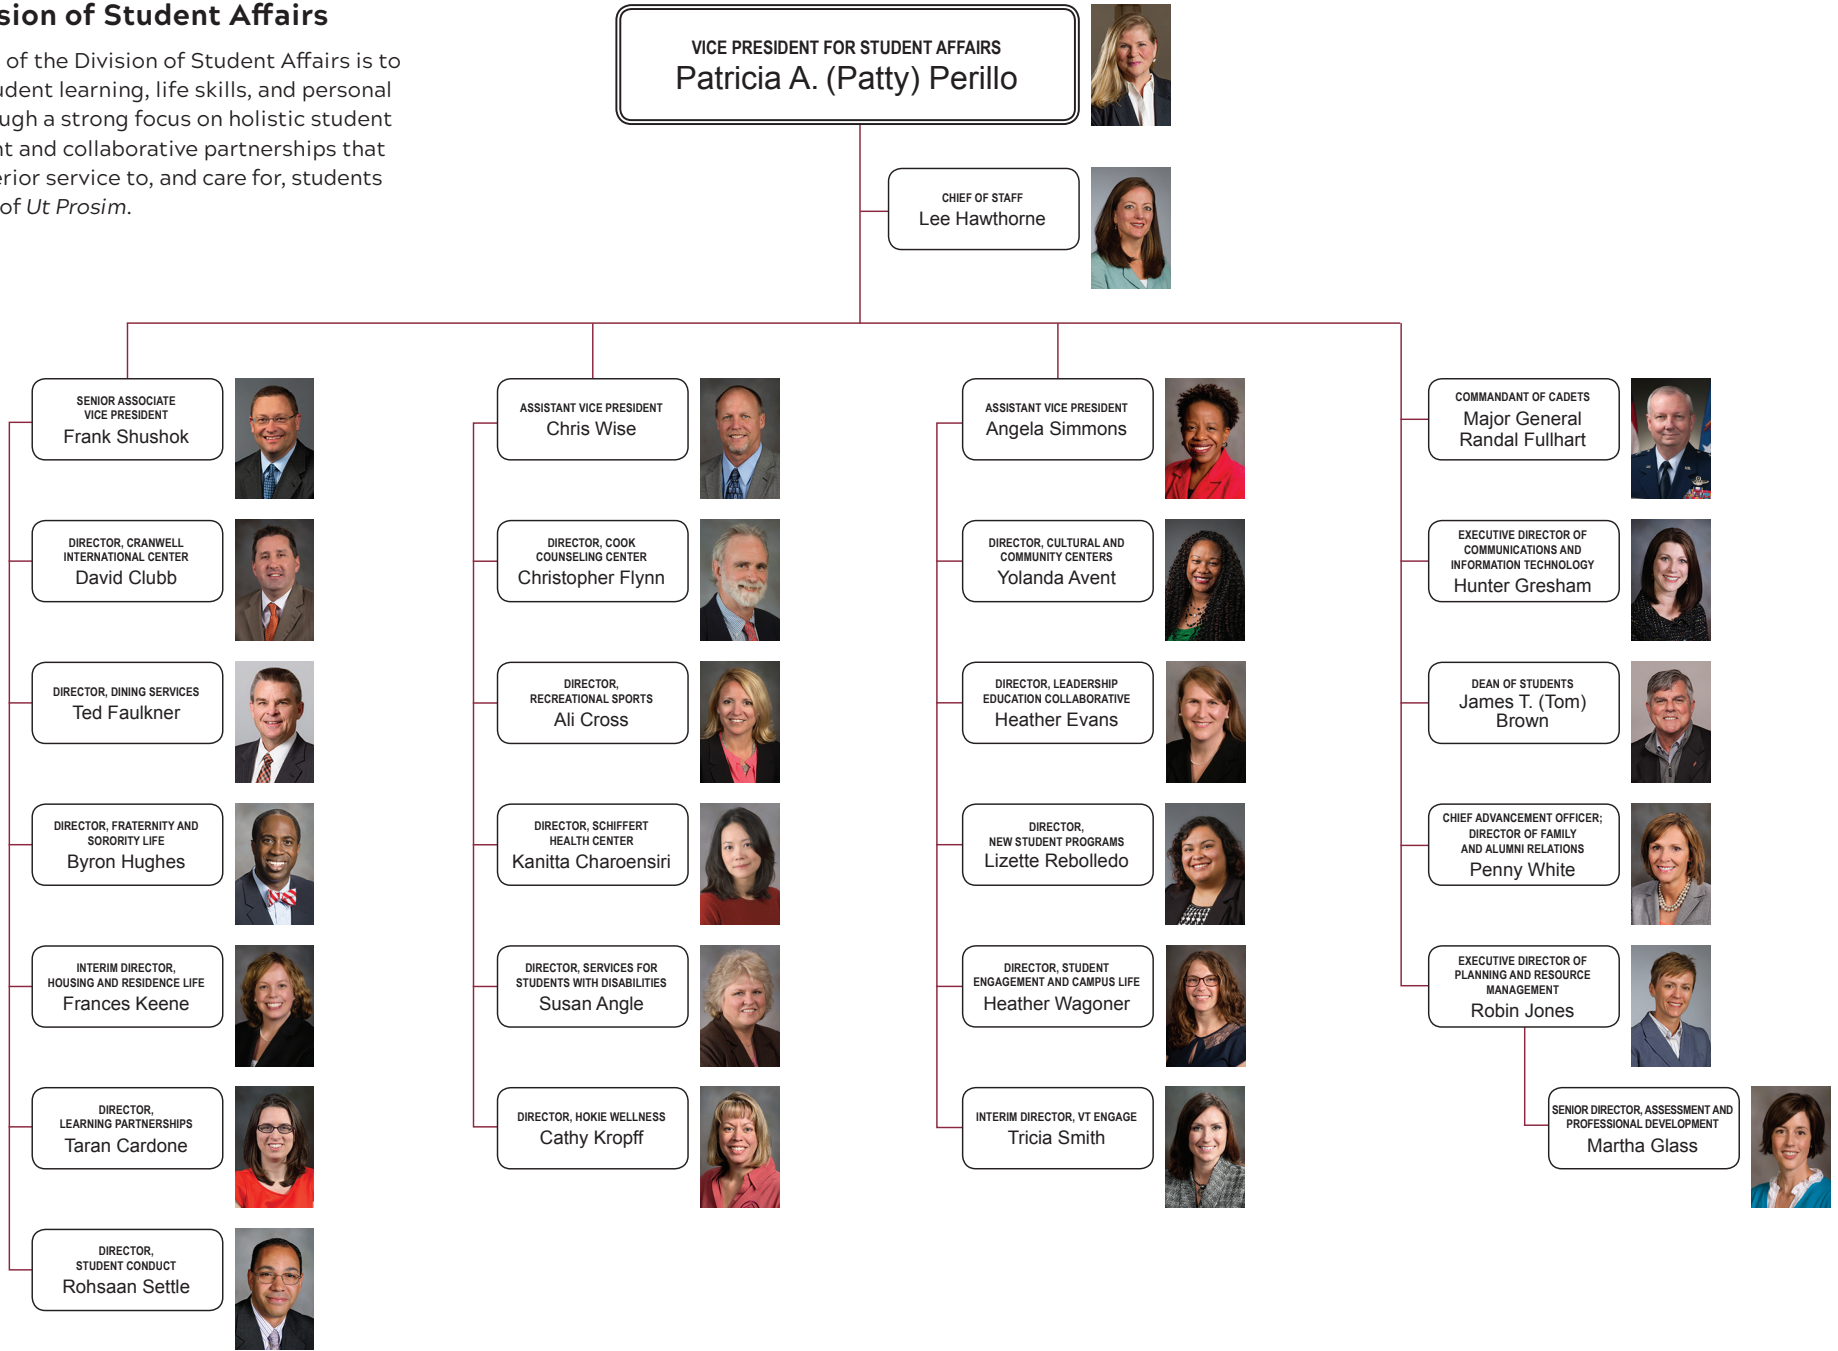 sion of Student Affairs
of the Division of Student Affairs is to
udent learning, life skills, and personal
ugh a strong focus on holistic student
nt and collaborative partnerships that
erior service to, and care for, students
of Ut Prosim.
VICE PRESIDENT FOR STUDENT AFFAIRS
Patricia A. (Patty) Perillo
CHIEF OF STAFF
Lee Hawthorne
SENIOR ASSOCIATE
VICE PRESIDENT
Frank Shushok
DIRECTOR, CRANWELL
INTERNATIONAL CENTER
David Clubb
DIRECTOR, DINING SERVICES
Ted Faulkner
DIRECTOR, FRATERNITY AND
SORORITY LIFE
Byron Hughes
INTERIM DIRECTOR,
HOUSING AND RESIDENCE LIFE
Frances Keene
DIRECTOR,
LEARNING PARTNERSHIPS
Taran Cardone
DIRECTOR,
STUDENT CONDUCT
Rohsaan Settle
ASSISTANT VICE PRESIDENT
Chris Wise
DIRECTOR, COOK
COUNSELING CENTER
Christopher Flynn
DIRECTOR,
RECREATIONAL SPORTS
Ali Cross
DIRECTOR, SCHIFFERT
HEALTH CENTER
Kanitta Charoensiri
DIRECTOR, SERVICES FOR
STUDENTS WITH DISABILITIES
Susan Angle
DIRECTOR, HOKIE WELLNESS
Cathy Kropff
ASSISTANT VICE PRESIDENT
Angela Simmons
DIRECTOR, CULTURAL AND
COMMUNITY CENTERS
Yolanda Avent
DIRECTOR, LEADERSHIP
EDUCATION COLLABORATIVE
Heather Evans
DIRECTOR,
NEW STUDENT PROGRAMS
Lizette Rebolledo
DIRECTOR, STUDENT
ENGAGEMENT AND CAMPUS LIFE
Heather Wagoner
INTERIM DIRECTOR, VT ENGAGE
Tricia Smith
COMMANDANT OF CADETS
Major General
Randal Fullhart
EXECUTIVE DIRECTOR OF
COMMUNICATIONS AND
INFORMATION TECHNOLOGY
Hunter Gresham
DEAN OF STUDENTS
James T. (Tom)
Brown
CHIEF ADVANCEMENT OFFICER;
DIRECTOR OF FAMILY
AND ALUMNI RELATIONS
Penny White
EXECUTIVE DIRECTOR OF
PLANNING AND RESOURCE
MANAGEMENT
Robin Jones
SENIOR DIRECTOR, ASSESSMENT AND
PROFESSIONAL DEVELOPMENT
Martha Glass